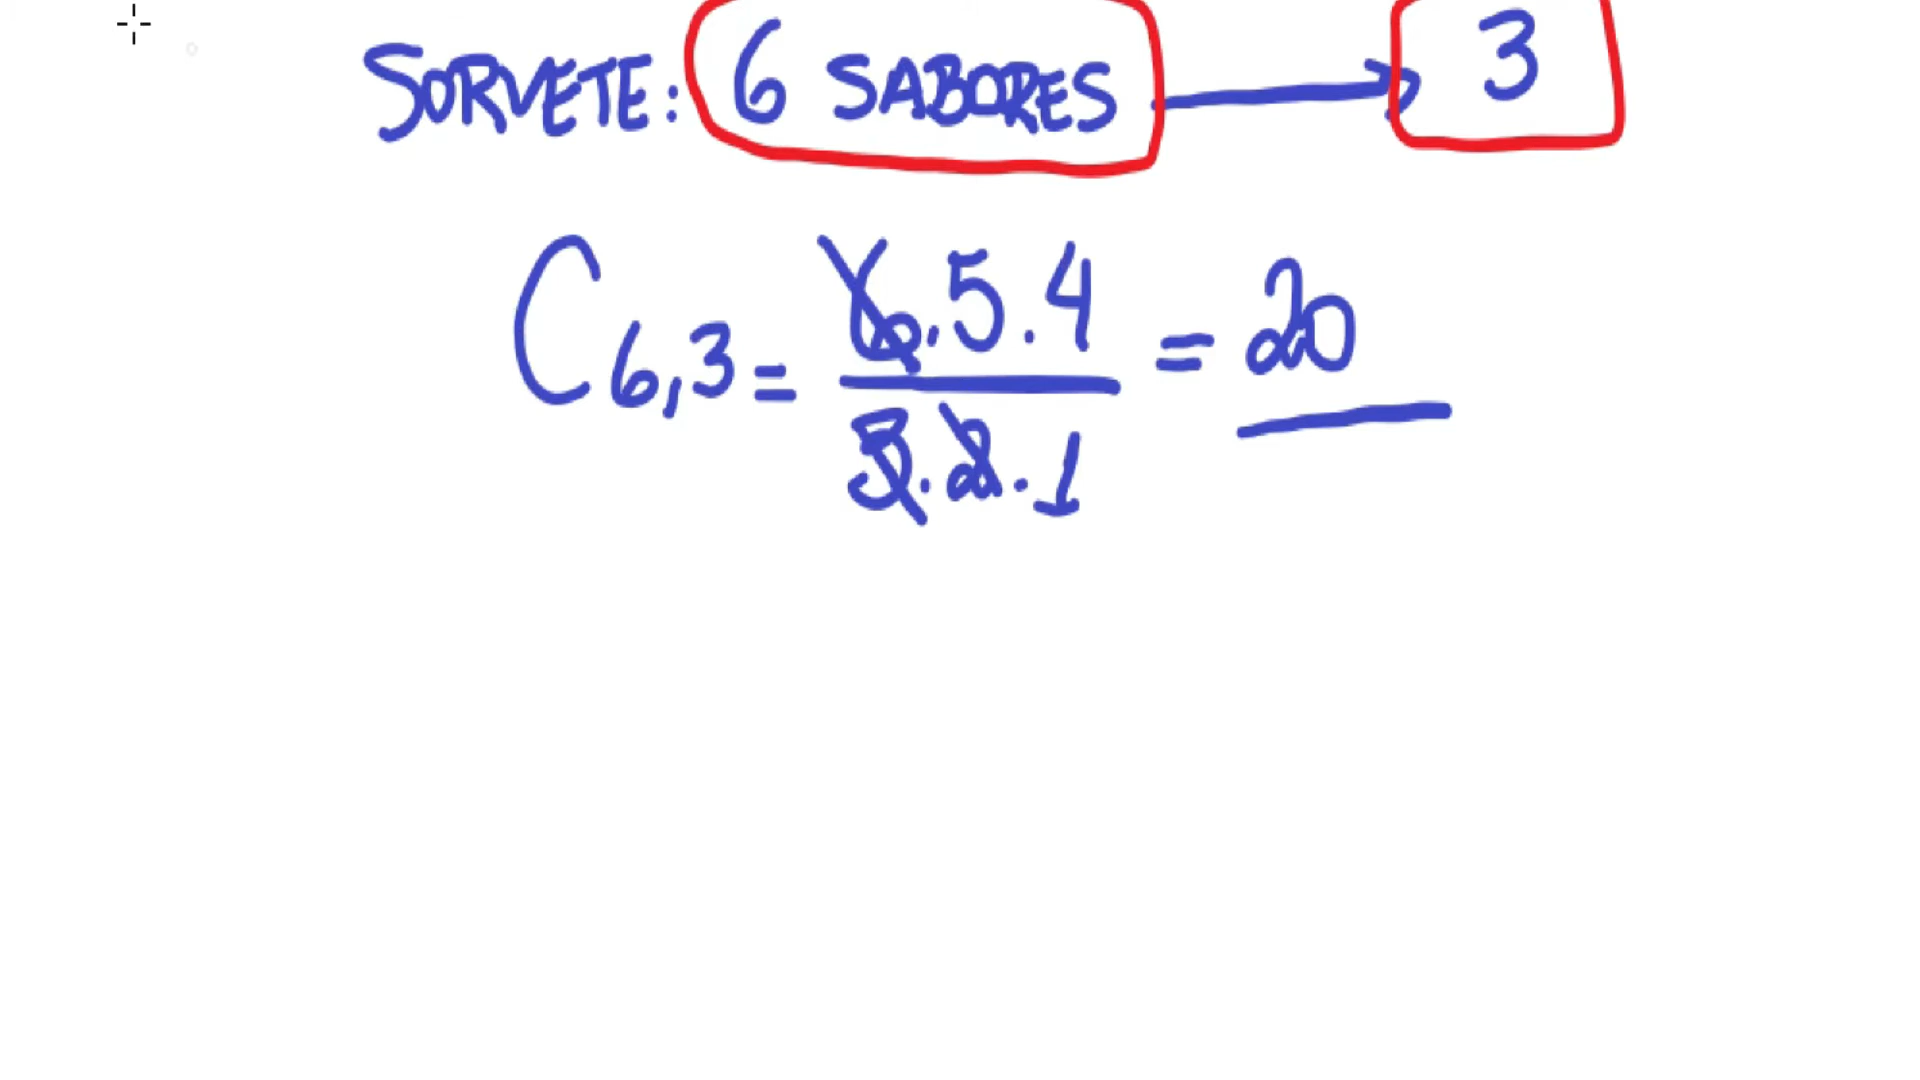 SORVETE: 6 SABORES → 3
C6,3 = 6.5.4 / 3.2.1 = 20